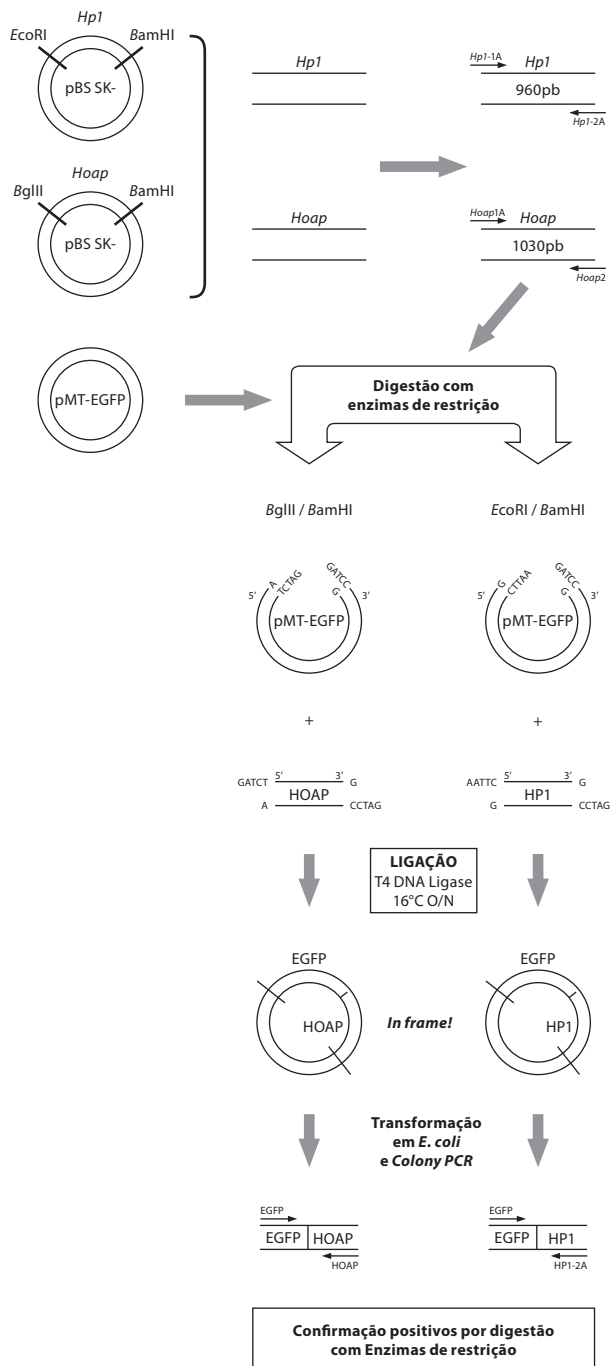 Hp1
EcoRI
BamHI
pBS SK-
Hoap
BglII
BamHI
pBS SK-
Hp1
Hoap
Hp1-1A
Hp1
960pb
Hp1-2A
Hoap1A
Hoap
1030pb
Hoap2
pMT-EGFP
Digestão com
enzimas de restrição
BglII / BamHI
EcoRI / BamHI
5’
A
TCTAG
GATCC
G
3’
pMT-EGFP
5’
G
CTTAA
GATCC
G
3’
pMT-EGFP
+
+
GATCT
5’
3’
G
HOAP
A
CCTAG
AATTC
5’
3’
G
HP1
G
CCTAG
LIGAÇÃO
T4 DNA Ligase
16°C O/N
EGFP
HOAP
In frame!
EGFP
HP1
Transformação
em E. coli
e Colony PCR
EGFP
EGFP
HOAP
HOAP
EGFP
EGFP
HP1
HP1-2A
Confirmação positivos por digestão
com Enzimas de restrição